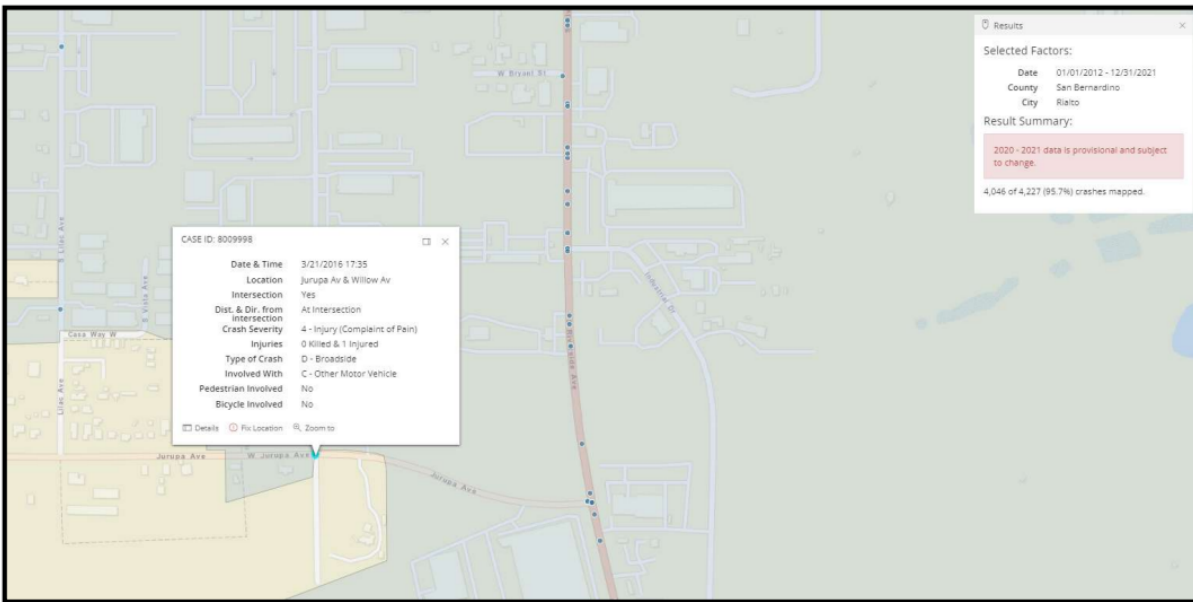 Results
Selected Factors:
Date 01/01/2012 - 12/31/2021
County San Bernardino
City Rialto
Result Summary:
2020 - 2021 data is provisional and subject
to change.
4,046 of 4,227 (95.7%) crashes mapped.
W Bryant St
S Lilac Ave
S Vista Ave
Industrial Dr
CASE ID: 8009998
Date & Time 3/21/2016 17:35
Location Jurupa Av & Willow Av
Intersection Yes
Dist. & Dir. from
intersection At Intersection
Crash Severity 4 - Injury (Complaint of Pain)
Injuries 0 Killed & 1 Injured
Type of Crash D - Broadside
Involved With C - Other Motor Vehicle
Pedestrian Involved No
Bicycle Involved No
Details Fix Location Zoom to
Casa Way W
Lilac Ave
Jurupa Ave
W Jurupa Ave
Jurupa Ave